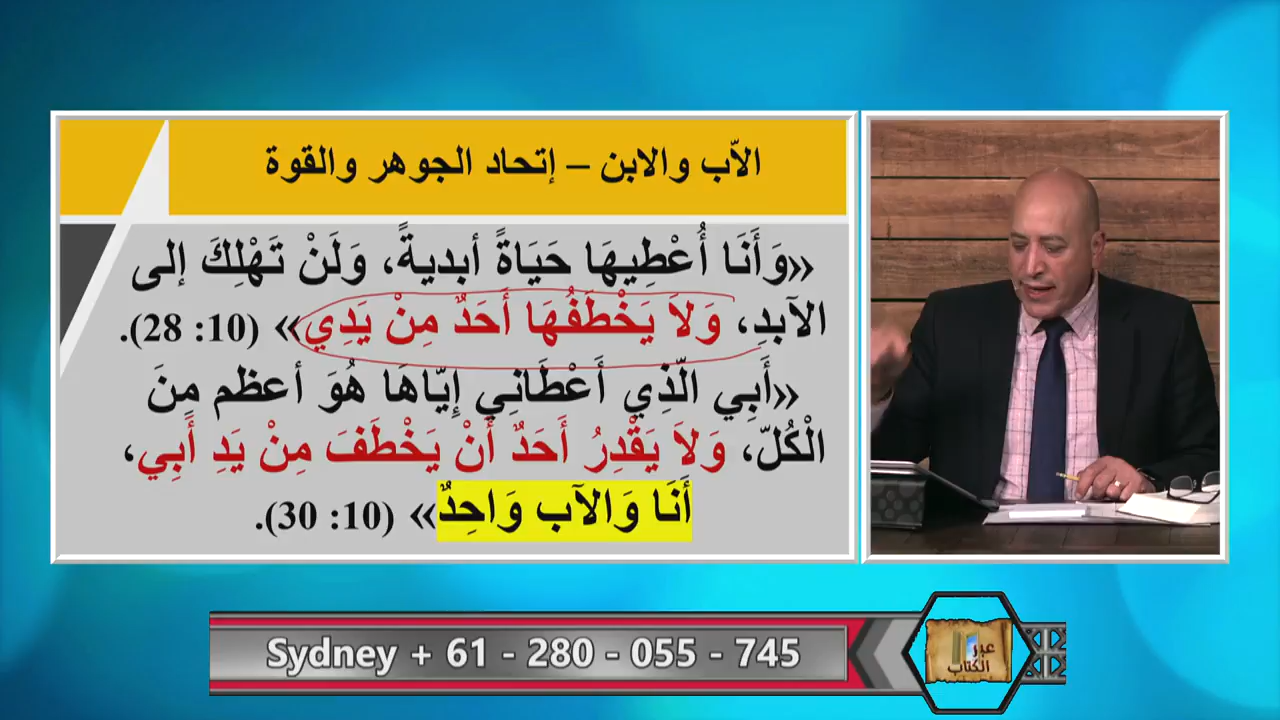 الآب والابن – إتحاد الجوهر والقوة
«وَأَنَا أُعْطِيهَا حَيَاةً أبديةً، وَلَنْ تَهْلِكَ إلى
الآبدِ، وَلاَ يَخْطَفُهَا أَحَدٌ مِنْ يَدِي» (10: 28).
«أَبِي الّذِي أَعْطَانِي إِيّاهَا هُوَ أعظم مِنَ
الْكُلّ، وَلاَ يَقْدِرُ أَحَدٌ أَنْ يَخْطَفَ مِنْ يَدِ أَبِي،
أَنَا وَالآب وَاحِدٌ» (10: 30).
Sydney + 61 - 280 - 055 - 745
عبر
الكتاب